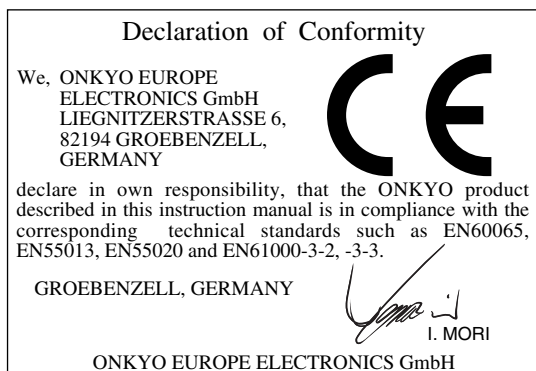 Declaration of Conformity
We, ONKYO EUROPE
ELECTRONICS GmbH
LIEGNITZERSTRASSE 6,
82194 GROEBENZELL,
GERMANY
CE
declare in own responsibility, that the ONKYO product
described in this instruction manual is in compliance with the
corresponding technical standards such as EN60065,
EN55013, EN55020 and EN61000-3-2, -3-3.
GROEBENZELL, GERMANY
I. MORI
ONKYO EUROPE ELECTRONICS GmbH